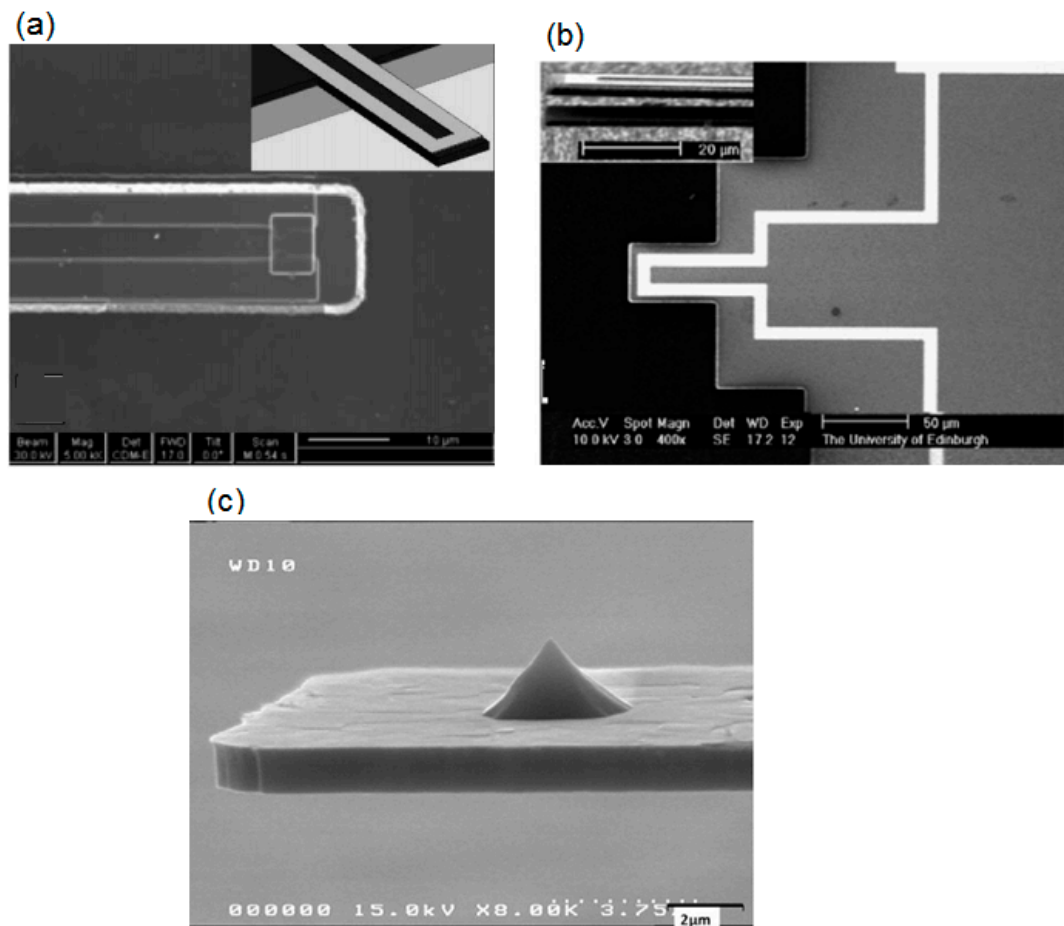 (a)
Beam Mag Det FWD Tilt Scan 10 µm
30.0 kV 5.00 kX CDM-E 17.0 0.0° M 0.54 s
(b)
20 µm
Acc.V Spot Magn Det WD Exp 50 µm
10.0 kV 3.0 400x SE 17.2 12 The University of Edinburgh
(c)
WD10
000000 15.0kV X8.00K 3.75
2µm